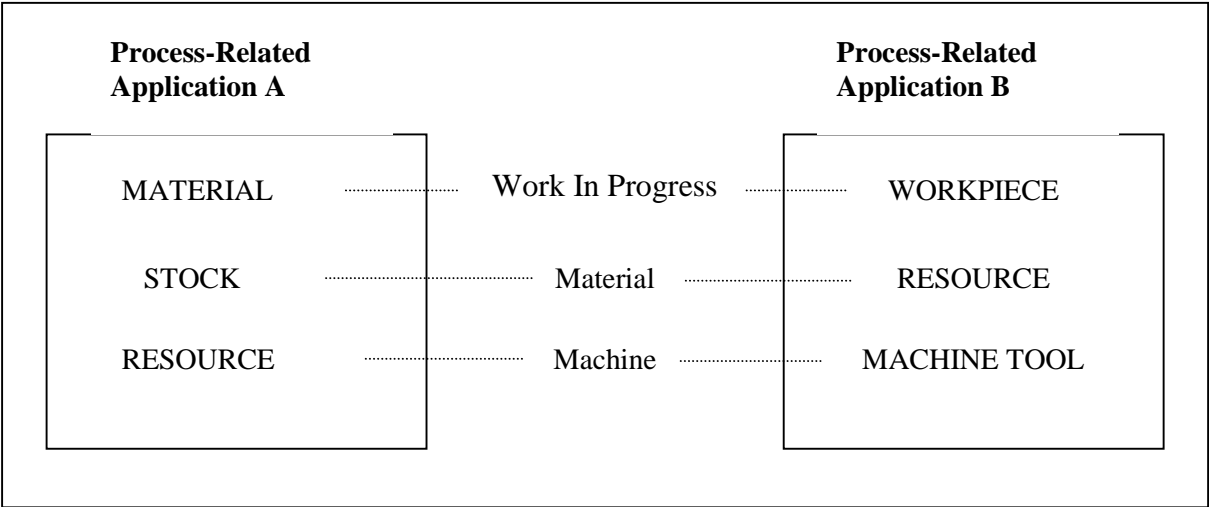 Process-Related
Application A
Process-Related
Application B
MATERIAL Work In Progress WORKPIECE
STOCK Material RESOURCE
RESOURCE Machine MACHINE TOOL